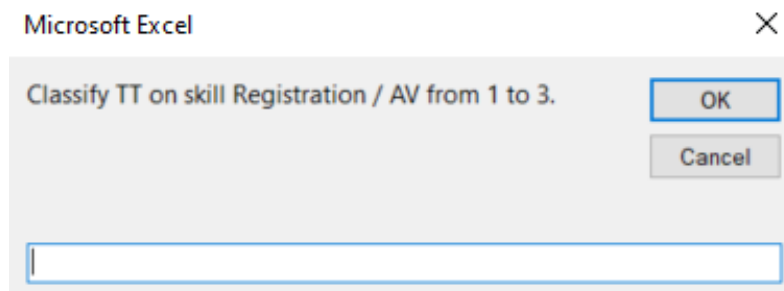 Microsoft Excel
Classify TT on skill Registration / AV from 1 to 3.
OK
Cancel